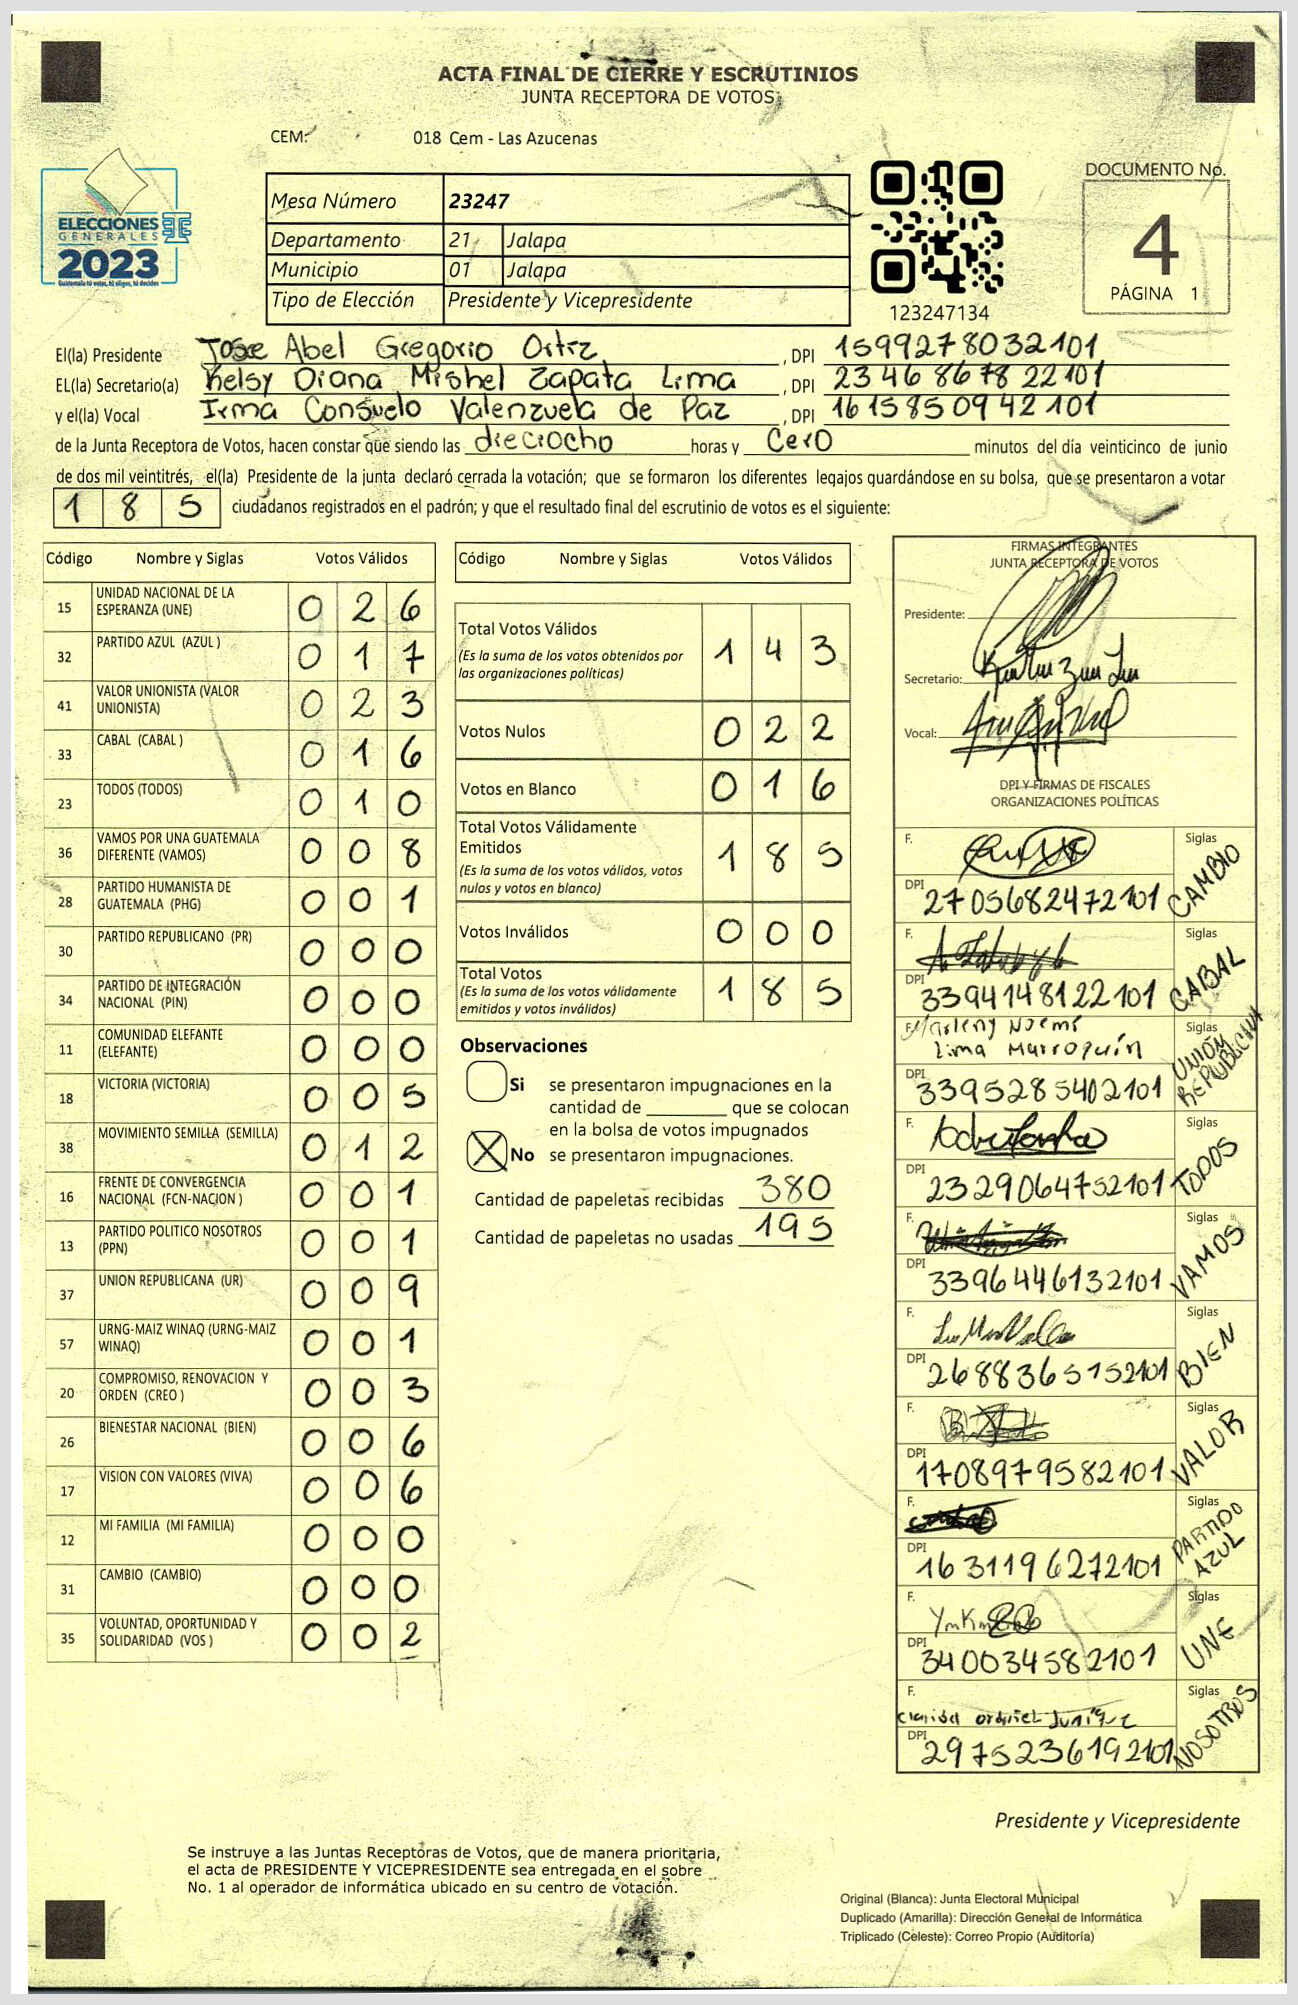 ACTA FINAL DE CIERRE Y ESCRUTINIOS
JUNTA RECEPTORA DE VOTOS
CEM: 018 Cem - Las Azucenas
ELECCIONES
GENERALES
2023
Guatemala tú votas, tú eliges, tú decides
Mesa Número 23247
Departamento 21 Jalapa
Municipio 01 Jalapa
Tipo de Elección Presidente y Vicepresidente
123247134
DOCUMENTO No.
4
PÁGINA 1
El(la) Presidente Jose Abel Gregorio Ortiz, DPI 1599278032101
EL(la) Secretario(a) Kelsy Diana Mishel Zapata Lima, DPI 2346867822101
y el(la) Vocal Irma Consuelo Valenzuela de Paz, DPI 1615850942101
de la Junta Receptora de Votos, hacen constar que siendo las dieciocho horas y cero minutos del día veinticinco de junio
de dos mil veintitrés, el(la) Presidente de la junta declaró cerrada la votación; que se formaron los diferentes legajos guardándose en su bolsa, que se presentaron a votar
1 8 5 ciudadanos registrados en el padrón; y que el resultado final del escrutinio de votos es el siguiente:
Código Nombre y Siglas Votos Válidos
15 UNIDAD NACIONAL DE LA ESPERANZA (UNE) 0 2 6
32 PARTIDO AZUL (AZUL ) 0 1 7
41 VALOR UNIONISTA (VALOR UNIONISTA) 0 2 3
33 CABAL (CABAL ) 0 1 6
23 TODOS (TODOS) 0 1 0
36 VAMOS POR UNA GUATEMALA DIFERENTE (VAMOS) 0 0 8
28 PARTIDO HUMANISTA DE GUATEMALA (PHG) 0 0 1
30 PARTIDO REPUBLICANO (PR) 0 0 0
34 PARTIDO DE INTEGRACIÓN NACIONAL (PIN) 0 0 0
11 COMUNIDAD ELEFANTE (ELEFANTE) 0 0 0
18 VICTORIA (VICTORIA) 0 0 5
38 MOVIMIENTO SEMILLA (SEMILLA) 0 1 2
16 FRENTE DE CONVERGENCIA NACIONAL (FCN-NACION ) 0 0 1
13 PARTIDO POLITICO NOSOTROS (PPN) 0 0 1
37 UNION REPUBLICANA (UR) 0 0 9
57 URNG-MAIZ WINAQ (URNG-MAIZ WINAQ) 0 0 1
20 COMPROMISO, RENOVACION Y ORDEN (CREO ) 0 0 3
26 BIENESTAR NACIONAL (BIEN) 0 0 6
17 VISION CON VALORES (VIVA) 0 0 6
12 MI FAMILIA (MI FAMILIA) 0 0 0
31 CAMBIO (CAMBIO) 0 0 0
35 VOLUNTAD, OPORTUNIDAD Y SOLIDARIDAD (VOS ) 0 0 2
Código Nombre y Siglas Votos Válidos
Total Votos Válidos 1 4 3
(Es la suma de los votos obtenidos por
las organizaciones políticas)
Votos Nulos 0 2 2
Votos en Blanco 0 1 6
Total Votos Válidamente
Emitidos 1 8 5
(Es la suma de los votos válidos, votos
nulos y votos en blanco)
Votos Inválidos 0 0 0
Total Votos 1 8 5
(Es la suma de los votos válidamente
emitidos y votos inválidos)
Observaciones
Si se presentaron impugnaciones en la
cantidad de ________ que se colocan
en la bolsa de votos impugnados
X No se presentaron impugnaciones.
Cantidad de papeletas recibidas 380
Cantidad de papeletas no usadas 195
FIRMAS INTEGRANTES
JUNTA RECEPTORA DE VOTOS
Presidente:
Secretario:
Vocal:
DPI Y FIRMAS DE FISCALES
ORGANIZACIONES POLÍTICAS
F. Siglas CAMBIO
DPI 2705682472101
F. Siglas CABAL
DPI 3394148122101
F. Marleny Noemí Lima Marroquín Siglas UNIÓN REPUBLICANA
DPI 3395285402101
F. Siglas TODOS
DPI 2329064752101
F. Siglas VAMOS
DPI 3396446132101
F. Siglas BIEN
DPI 2688365152101
F. Siglas VALOR
DPI 1708979582101
F. Siglas PARTIDO AZUL
DPI 1631196272101
F. Siglas UNE
DPI 340034582101
F. Siglas NOSOTROS
DPI 2975236192101
Presidente y Vicepresidente
Se instruye a las Juntas Receptoras de Votos, que de manera prioritaria,
el acta de PRESIDENTE Y VICEPRESIDENTE sea entregada en el sobre
No. 1 al operador de informática ubicado en su centro de votación.
Original (Blanca): Junta Electoral Municipal
Duplicado (Amarilla): Dirección General de Informática
Triplicado (Celeste): Correo Propio (Auditoría)